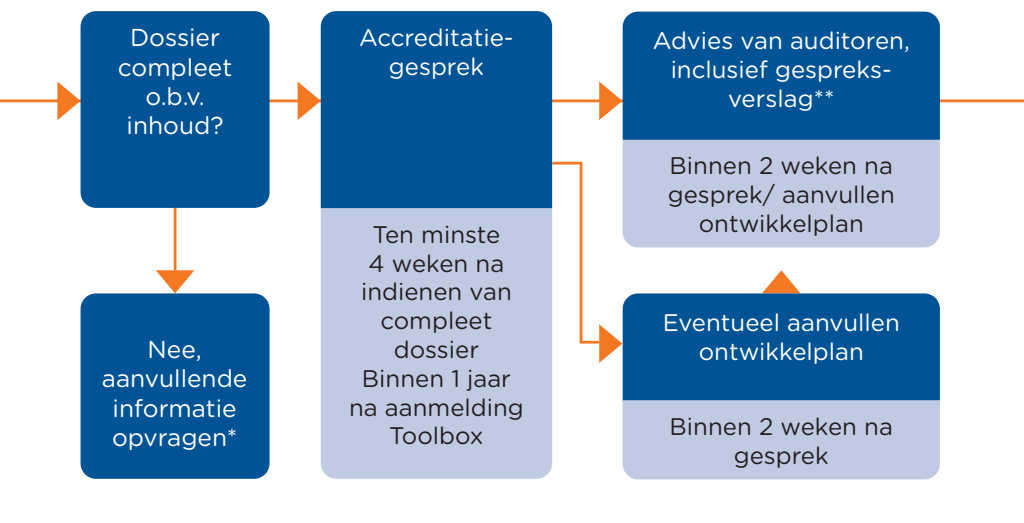 Dossier
compleet
o.b.v.
inhoud?
Nee,
aanvullende
informatie
opvragen*
Accreditatie-
gesprek
Ten minste
4 weken na
indienen van
compleet
dossier
Binnen 1 jaar
na aanmelding
Toolbox
Advies van auditoren,
inclusief gespreks-
verslag**
Binnen 2 weken na
gesprek/ aanvullen
ontwikkelplan
Eventueel aanvullen
ontwikkelplan
Binnen 2 weken na
gesprek